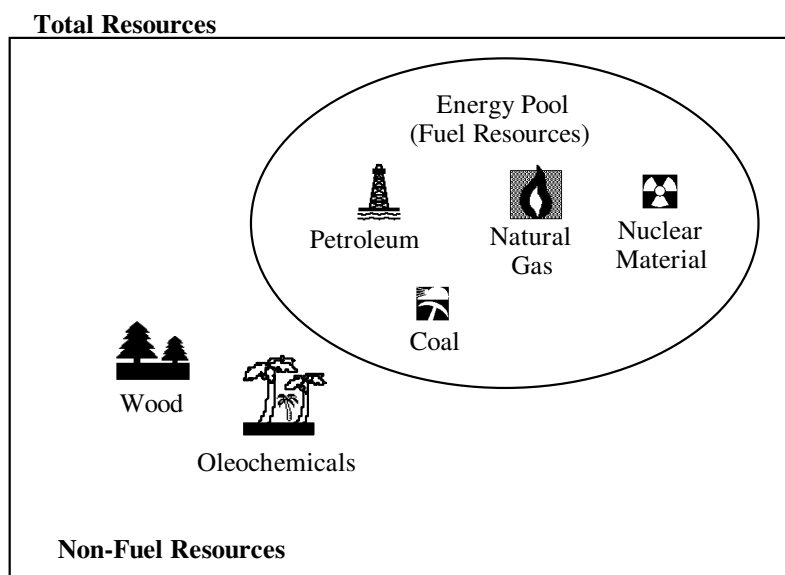 Total Resources
Energy Pool
(Fuel Resources)
Petroleum
Natural
Gas
Nuclear
Material
Coal
Wood
Oleochemicals
Non-Fuel Resources